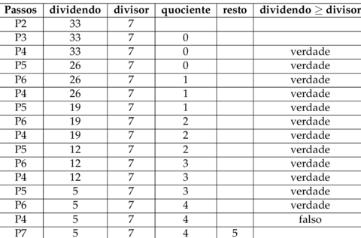 Passos dividendo divisor quociente resto dividendo ≥ divisor
P2 33 7
P3 33 7 0
P4 33 7 0 verdade
P5 26 7 0 verdade
P6 26 7 1 verdade
P4 26 7 1 verdade
P5 19 7 1 verdade
P6 19 7 2 verdade
P4 19 7 2 verdade
P5 12 7 2 verdade
P6 12 7 3 verdade
P4 12 7 3 verdade
P5 5 7 3 verdade
P6 5 7 4 verdade
P4 5 7 4 falso
P7 5 7 4 5